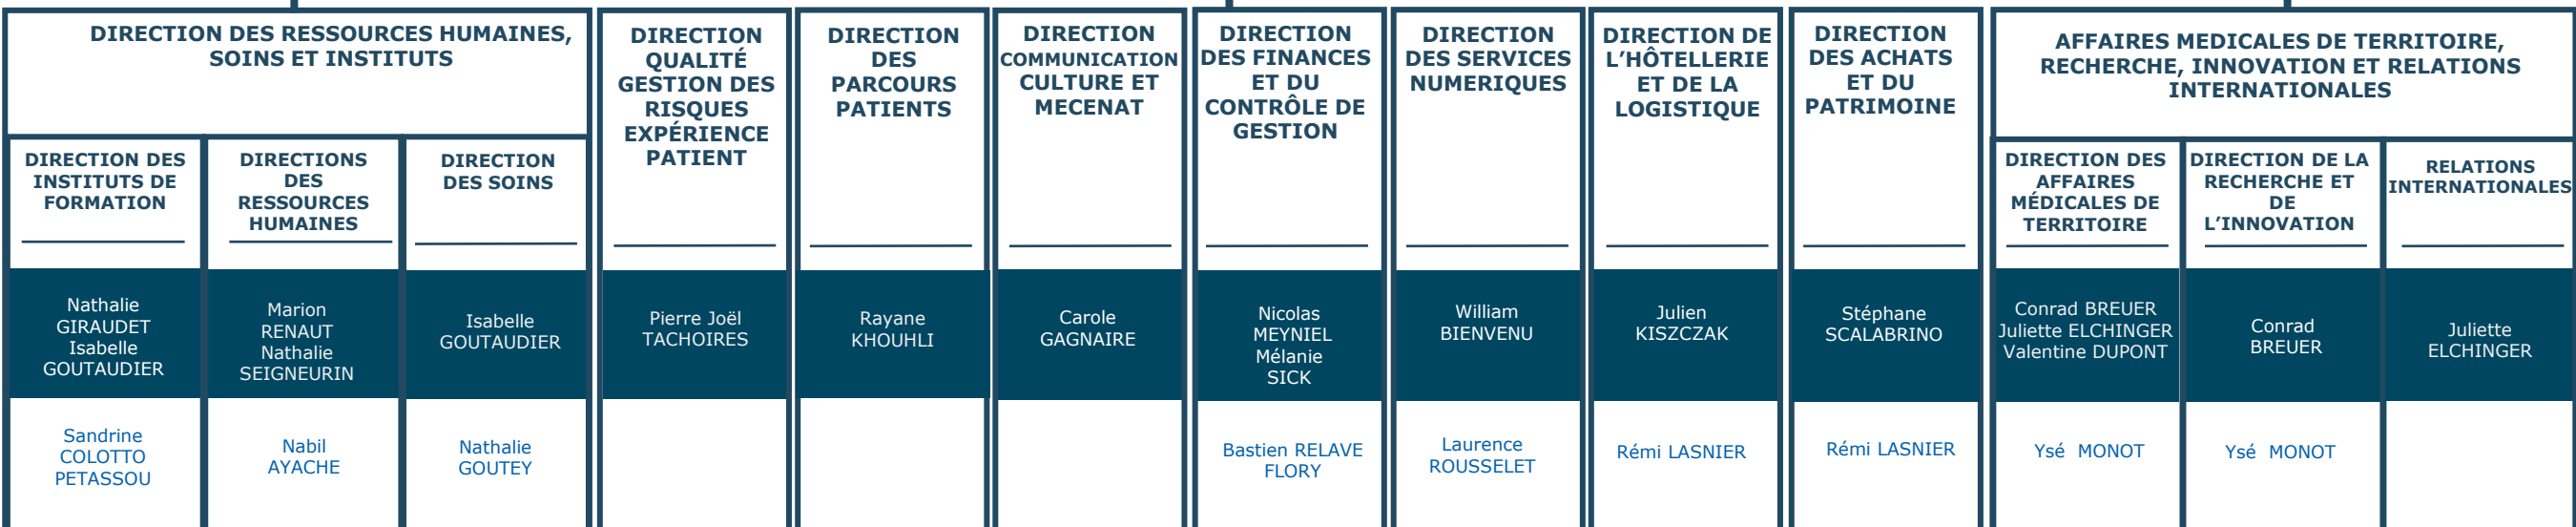 DIRECTION DES RESSOURCES HUMAINES,
SOINS ET INSTITUTS
DIRECTION DES
INSTITUTS DE
FORMATION
Nathalie
GIRAUDET
Isabelle
GOUTAUDIER
Sandrine
COLOTTO
PETASSOU
DIRECTIONS
DES
RESSOURCES
HUMAINES
Marion
RENAUT
Nathalie
SEIGNEURIN
Nabil
AYACHE
DIRECTION
DES SOINS
Isabelle
GOUTAUDIER
Nathalie
GOUTEY
DIRECTION
QUALITÉ
GESTION DES
RISQUES
EXPÉRIENCE
PATIENT
Pierre Joël
TACHOIRES
DIRECTION
DES
PARCOURS
PATIENTS
Rayane
KHOUHLI
DIRECTION
COMMUNICATION
CULTURE ET
MECENAT
Carole
GAGNAIRE
DIRECTION
DES FINANCES
ET DU
CONTRÔLE DE
GESTION
Nicolas
MEYNIEL
Mélanie
SICK
Bastien RELAVE
FLORY
DIRECTION
DES SERVICES
NUMERIQUES
William
BIENVENU
Laurence
ROUSSELET
DIRECTION DE
L'HÔTELLERIE
ET DE LA
LOGISTIQUE
Julien
KISZCZAK
Rémi LASNIER
DIRECTION
DES ACHATS
ET DU
PATRIMOINE
Stéphane
SCALABRINO
Rémi LASNIER
AFFAIRES MEDICALES DE TERRITOIRE,
RECHERCHE, INNOVATION ET RELATIONS
INTERNATIONALES
DIRECTION DES
AFFAIRES
MÉDICALES DE
TERRITOIRE
Conrad BREUER
Juliette ELCHINGER
Valentine DUPONT
Ysé MONOT
DIRECTION DE LA
RECHERCHE ET
DE
L'INNOVATION
Conrad
BREUER
Ysé MONOT
RELATIONS
INTERNATIONALES
Juliette
ELCHINGER